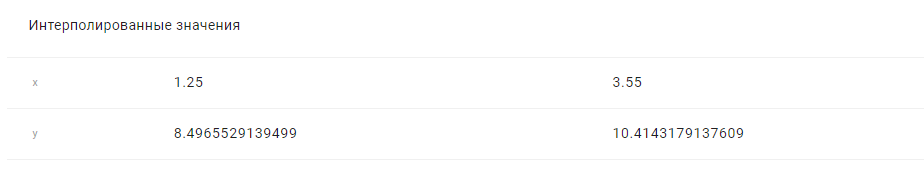 Интерполированные значения
x 1.25 3.55
y 8.4965529139499 10.4143179137609